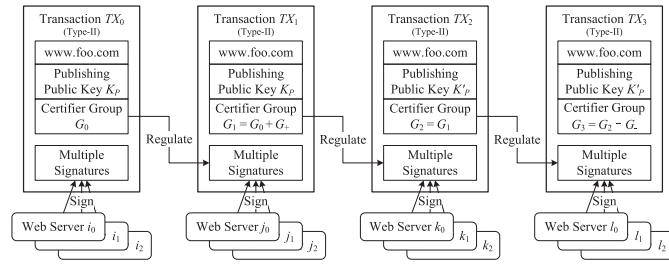 Transaction TX₀
(Type-II)
www.foo.com
Publishing
Public Key K_P
Certifier Group
G₀
Multiple
Signatures
Sign
Web Server i₀
i₁
i₂
Regulate
Transaction TX₁
(Type-II)
www.foo.com
Publishing
Public Key K_P
Certifier Group
G₁ = G₀ + G₊
Multiple
Signatures
Sign
Web Server j₀
j₁
j₂
Regulate
Transaction TX₂
(Type-II)
www.foo.com
Publishing
Public Key K'_P
Certifier Group
G₂ = G₁
Multiple
Signatures
Sign
Web Server k₀
k₁
k₂
Regulate
Transaction TX₃
(Type-II)
www.foo.com
Publishing
Public Key K'_P
Certifier Group
G₃ = G₂ − G₋
Multiple
Signatures
Sign
Web Server l₀
l₁
l₂